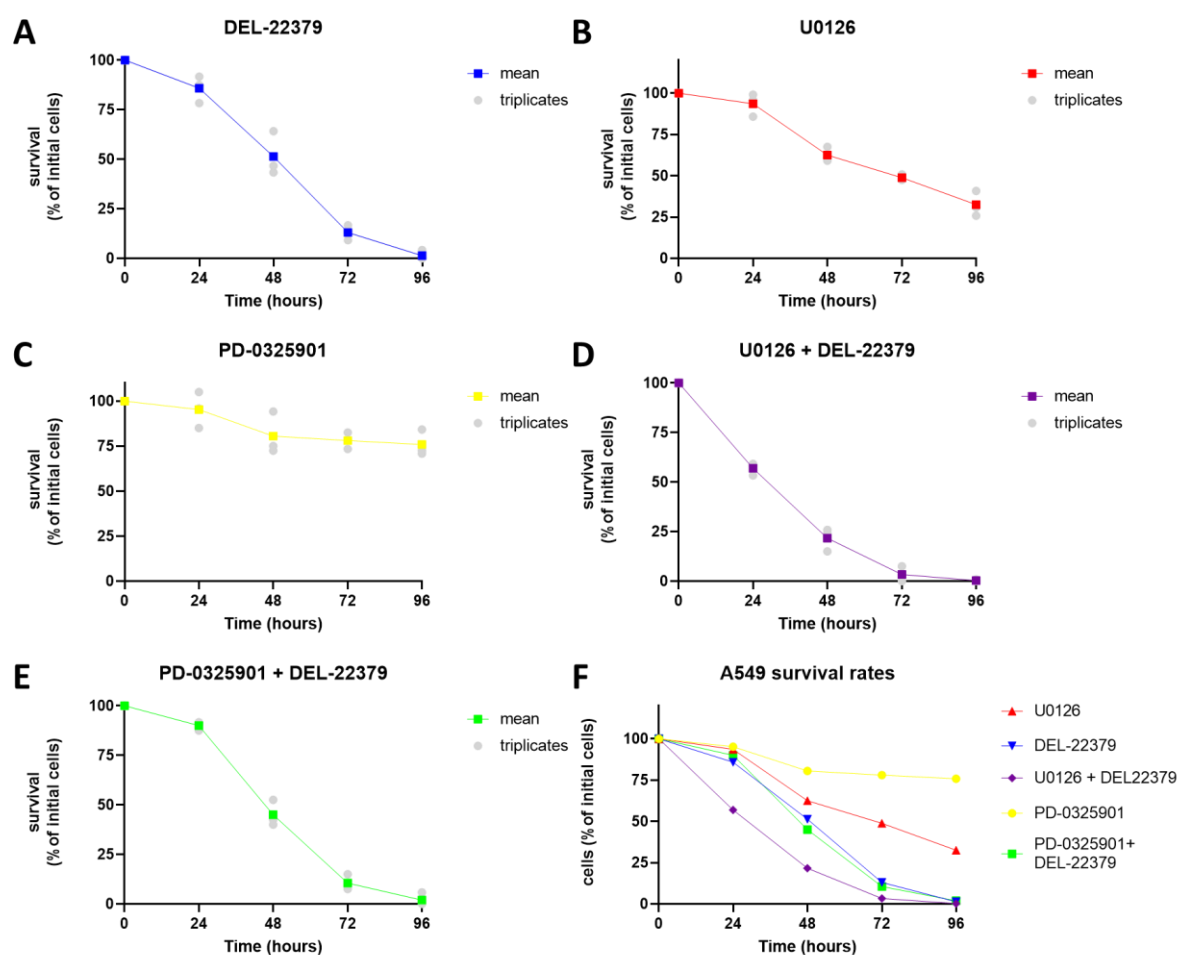 A
DEL-22379
survival
(% of initial cells)
100
75
50
25
0
0 24 48 72 96
Time (hours)
mean
triplicates
B
U0126
survival
(% of initial cells)
100
75
50
25
0
0 24 48 72 96
Time (hours)
mean
triplicates
C
PD-0325901
survival
(% of initial cells)
100
75
50
25
0
0 24 48 72 96
Time (hours)
mean
triplicates
D
U0126 + DEL-22379
survival
(% of initial cells)
100
75
50
25
0
0 24 48 72 96
Time (hours)
mean
triplicates
E
PD-0325901 + DEL-22379
survival
(% of initial cells)
100
75
50
25
0
0 24 48 72 96
Time (hours)
mean
triplicates
F
A549 survival rates
cells (% of initial cells)
100
75
50
25
0
0 24 48 72 96
Time (hours)
U0126
DEL-22379
U0126 + DEL22379
PD-0325901
PD-0325901+
DEL-22379